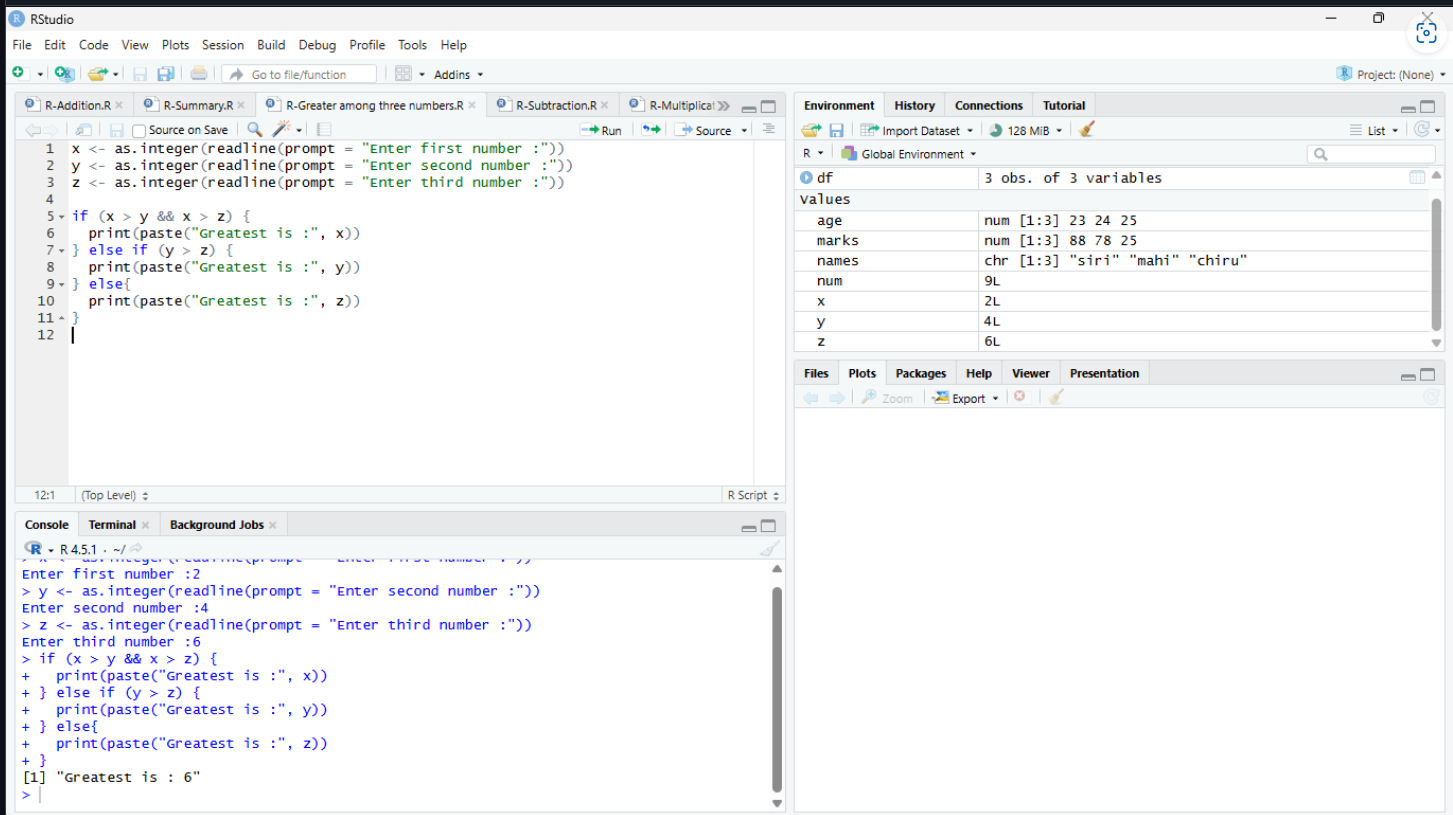 RStudio
File Edit Code View Plots Session Build Debug Profile Tools Help
Go to file/function Addins Project: (None)
R-Addition.R R-Summary.R R-Greater among three numbers.R R-Subtraction.R R-Multiplicat
Source on Save Run Source
1 x <- as.integer(readline(prompt = "Enter first number :"))
2 y <- as.integer(readline(prompt = "Enter second number :"))
3 z <- as.integer(readline(prompt = "Enter third number :"))
4
5 if (x > y && x > z) {
6   print(paste("Greatest is :", x))
7 } else if (y > z) {
8   print(paste("Greatest is :", y))
9 } else{
10   print(paste("Greatest is :", z))
11 }
12
12:1 (Top Level) R Script
Console Terminal Background Jobs
R 4.5.1 · ~/
Enter first number :2
> y <- as.integer(readline(prompt = "Enter second number :"))
Enter second number :4
> z <- as.integer(readline(prompt = "Enter third number :"))
Enter third number :6
> if (x > y && x > z) {
+   print(paste("Greatest is :", x))
+ } else if (y > z) {
+   print(paste("Greatest is :", y))
+ } else{
+   print(paste("Greatest is :", z))
+ }
[1] "Greatest is : 6"
>
Environment History Connections Tutorial
Import Dataset 128 MiB List
R Global Environment
df 3 obs. of 3 variables
Values
age num [1:3] 23 24 25
marks num [1:3] 88 78 25
names chr [1:3] "siri" "mahi" "chiru"
num 9L
x 2L
y 4L
z 6L
Files Plots Packages Help Viewer Presentation
Zoom Export